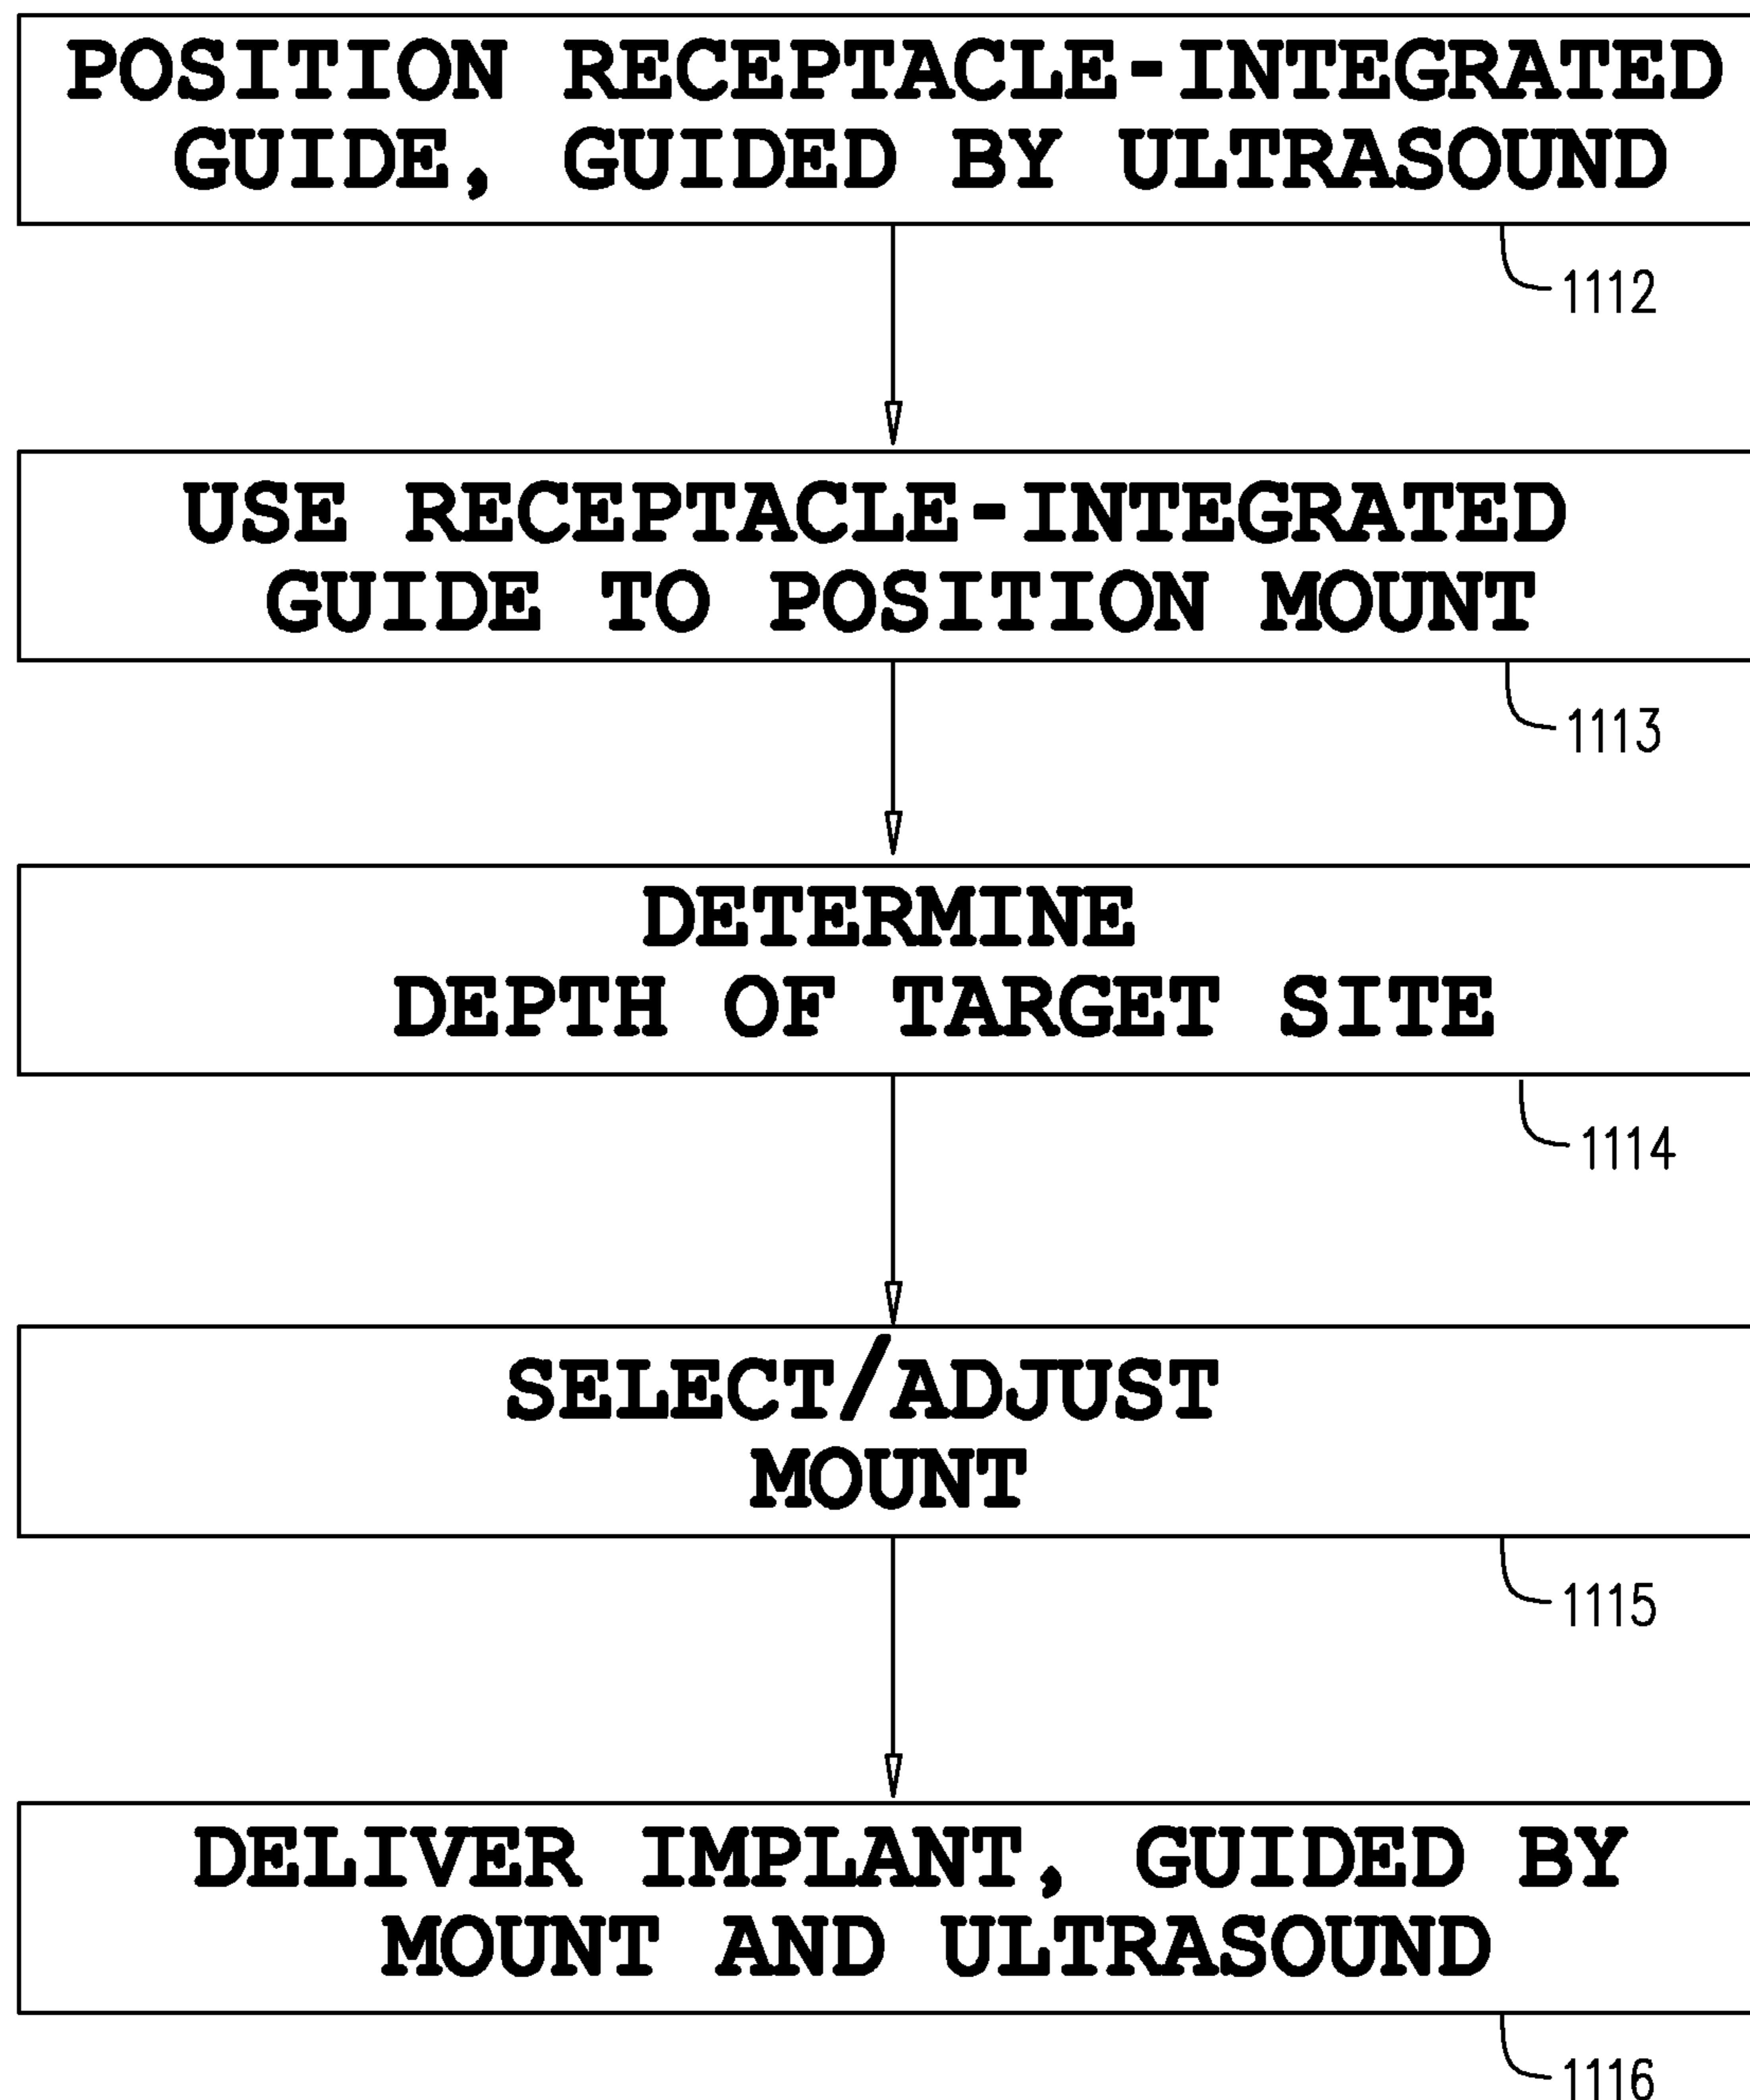 POSITION RECEPTACLE-INTEGRATED
GUIDE, GUIDED BY ULTRASOUND
1112
USE RECEPTACLE-INTEGRATED
GUIDE TO POSITION MOUNT
1113
DETERMINE
DEPTH OF TARGET SITE
1114
SELECT/ADJUST
MOUNT
1115
DELIVER IMPLANT, GUIDED BY
MOUNT AND ULTRASOUND
1116